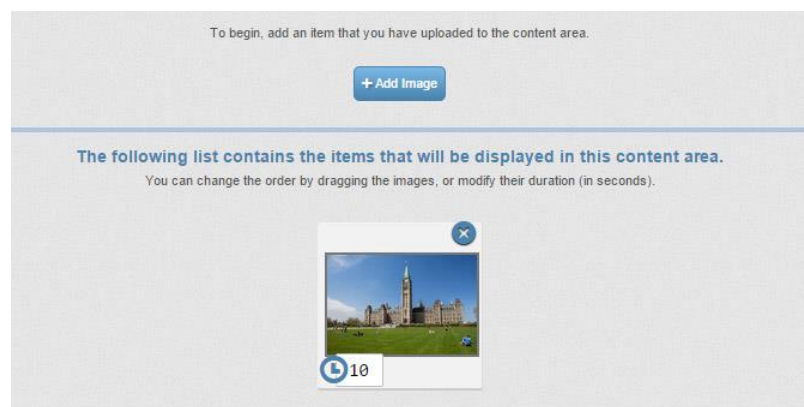 To begin, add an item that you have uploaded to the content area.
+ Add Image
The following list contains the items that will be displayed in this content area.
You can change the order by dragging the images, or modify their duration (in seconds).
10